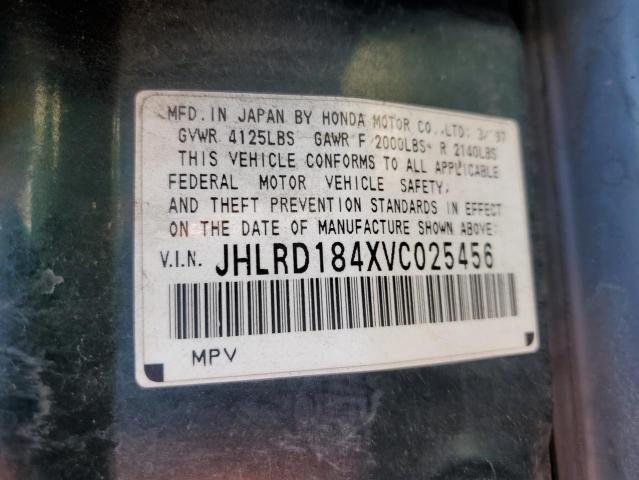 MFD. IN JAPAN BY HONDA MOTOR CO., LTD: 3/'97
GVWR 4125LBS GAWR F 2000LBS R 2140LBS
THIS VEHICLE CONFORMS TO ALL APPLICABLE
FEDERAL MOTOR VEHICLE SAFETY,
AND THEFT PREVENTION STANDARDS IN EFFECT
ON THE DATE OF MANUFACTURE SHOWN ABOVE:
V.I.N. JHLRD184XVC025456
MPV